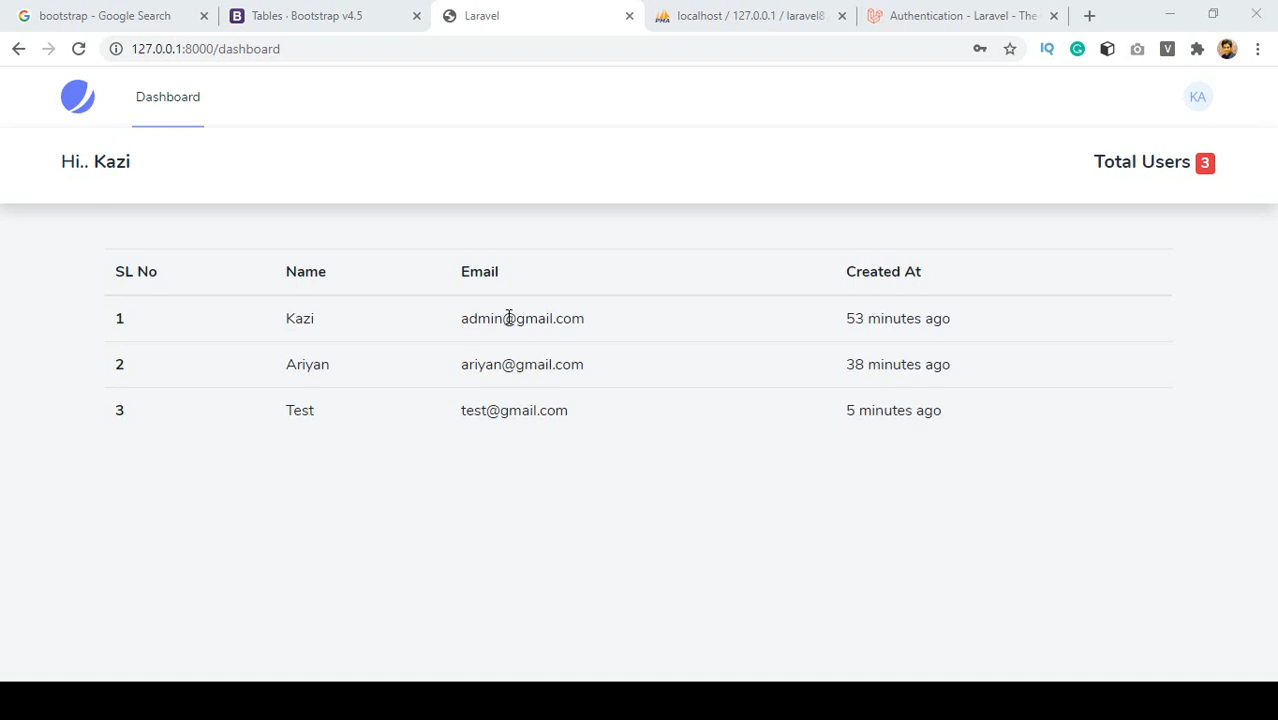 bootstrap - Google Search
Tables · Bootstrap v4.5
Laravel
localhost / 127.0.0.1 / laravel8
Authentication - Laravel - The
127.0.0.1:8000/dashboard
IQ
V
Dashboard
KA
Hi.. Kazi
Total Users 3
SL No Name Email Created At
1 Kazi admin@gmail.com 53 minutes ago
2 Ariyan ariyan@gmail.com 38 minutes ago
3 Test test@gmail.com 5 minutes ago